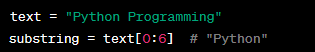 text = "Python Programming"
substring = text[0:6]  # "Python"